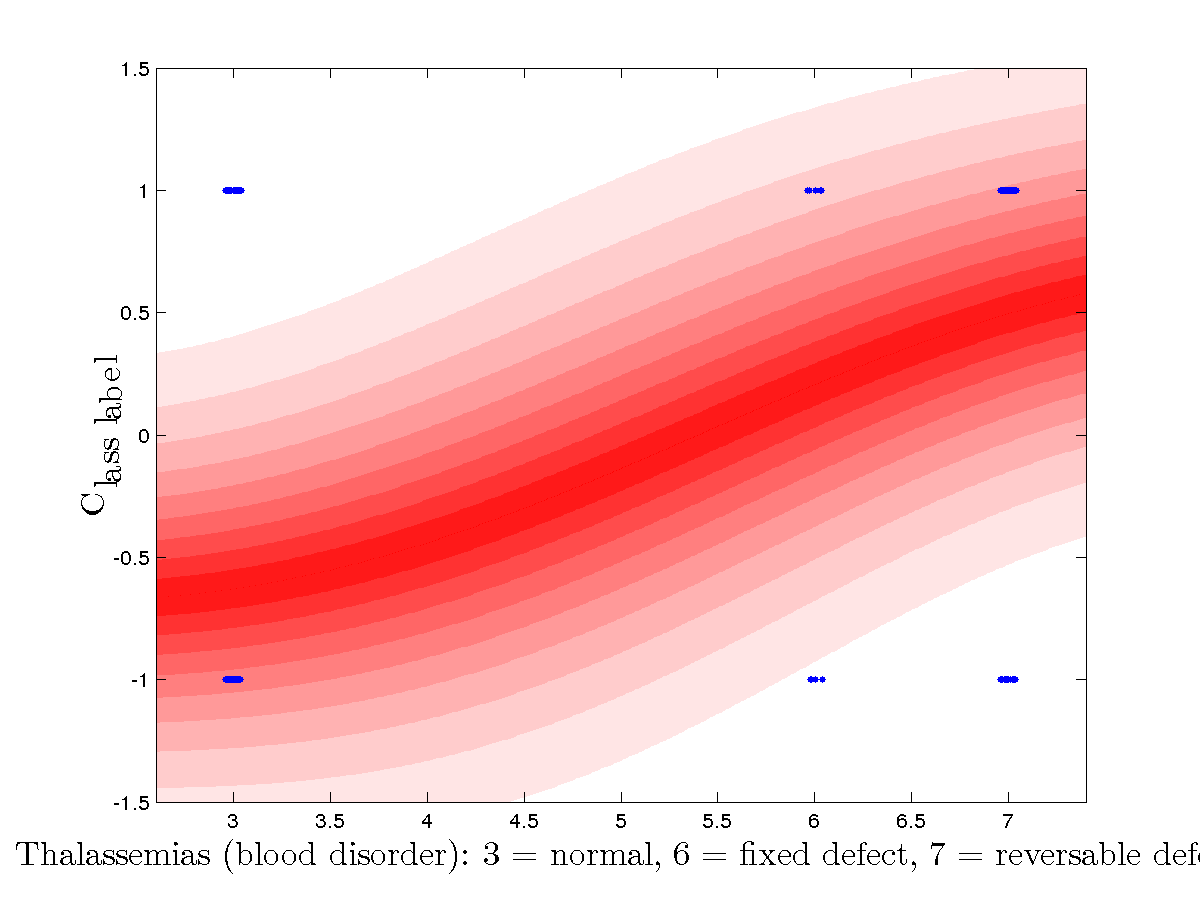 1.5
1
0.5
0
-0.5
-1
-1.5
Class label
3 3.5 4 4.5 5 5.5 6 6.5 7
Thalassemias (blood disorder): 3 = normal, 6 = fixed defect, 7 = reversable defe